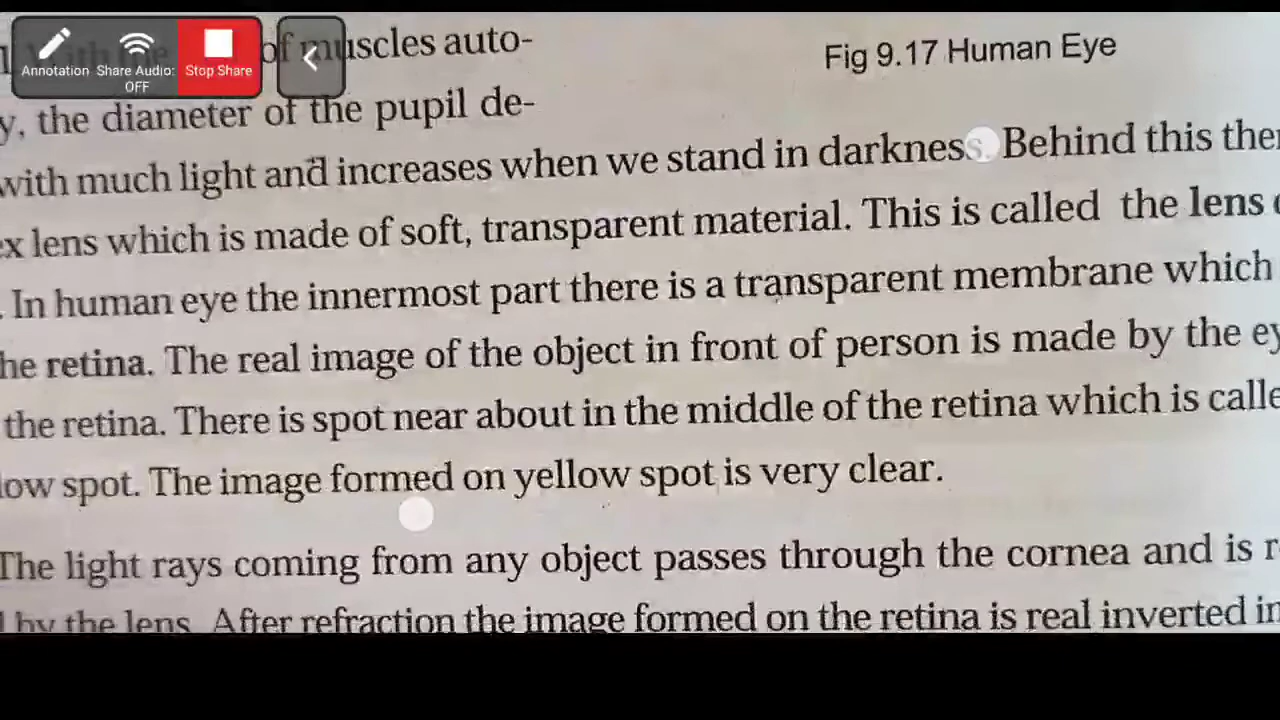 Annotation
Share Audio:
OFF
Stop Share
of muscles auto-
Fig 9.17 Human Eye
y, the diameter of the pupil de-
with much light and increases when we stand in darkness. Behind this ther
ex lens which is made of soft, transparent material. This is called the lens
. In human eye the innermost part there is a transparent membrane which
he retina. The real image of the object in front of person is made by the ey
the retina. There is spot near about in the middle of the retina which is calle
low spot. The image formed on yellow spot is very clear.
The light rays coming from any object passes through the cornea and is r
by the lens. After refraction the image formed on the retina is real inverted in